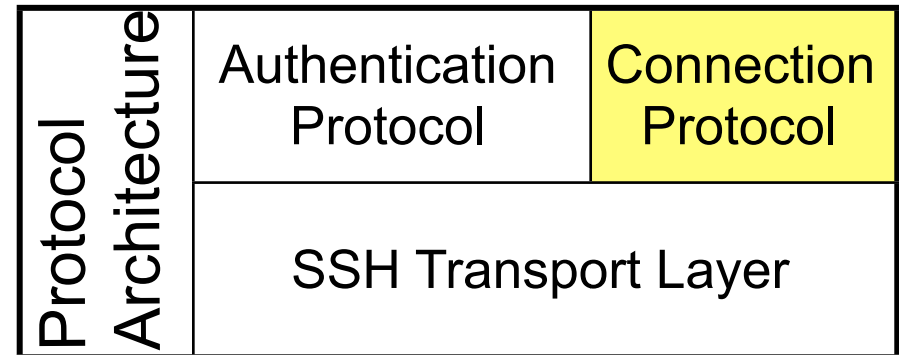 Protocol
Architecture
Authentication
Protocol
Connection
Protocol
SSH Transport Layer